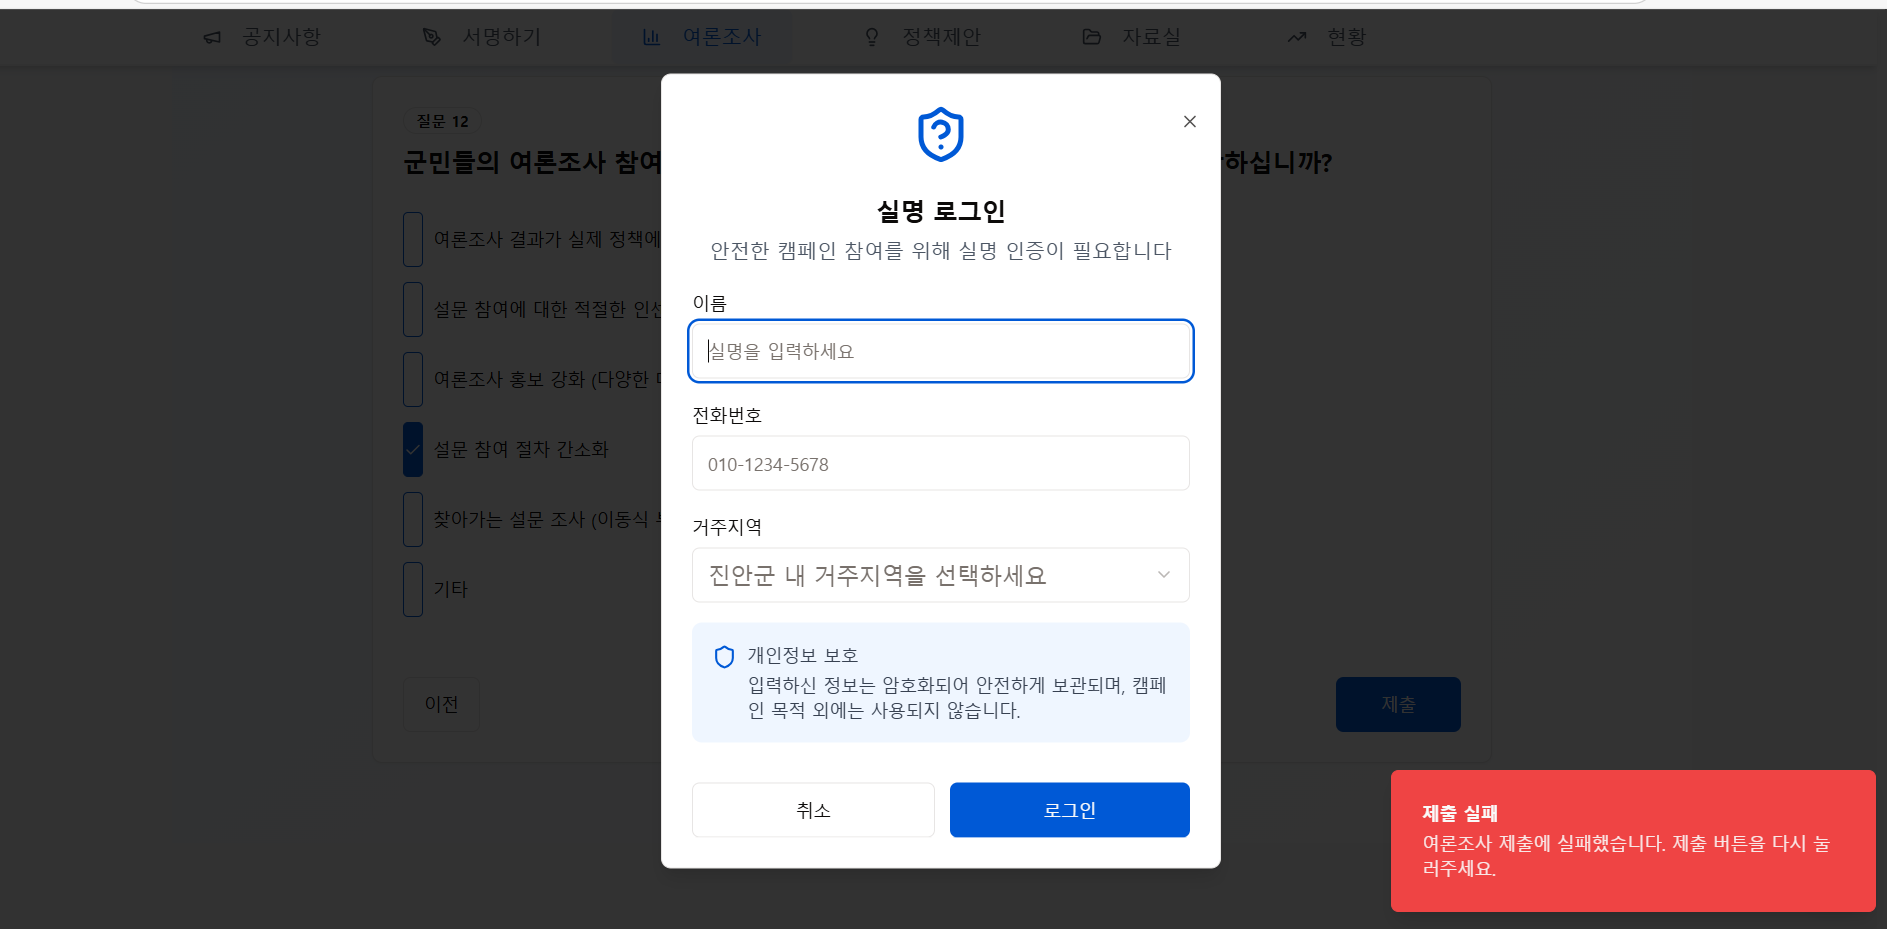 공지사항
서명하기
여론조사
정책제안
자료실
현황
질문 12
군민들의 여론조사 참여
하십니까?
여론조사 결과가 실제 정책에
설문 참여에 대한 적절한
여론조사 홍보 강화 (다양한
설문 참여 절차 간소화
찾아가는 설문 조사 (이동식
기타
이전
제출
실명 로그인
안전한 캠페인 참여를 위해 실명 인증이 필요합니다
이름
실명을 입력하세요
전화번호
010-1234-5678
거주지역
진안군 내 거주지역을 선택하세요
개인정보 보호
입력하신 정보는 암호화되어 안전하게 보관되며, 캠페
인 목적 외에는 사용되지 않습니다.
취소
로그인
제출 실패
여론조사 제출에 실패했습니다. 제출 버튼을 다시 눌
러주세요.